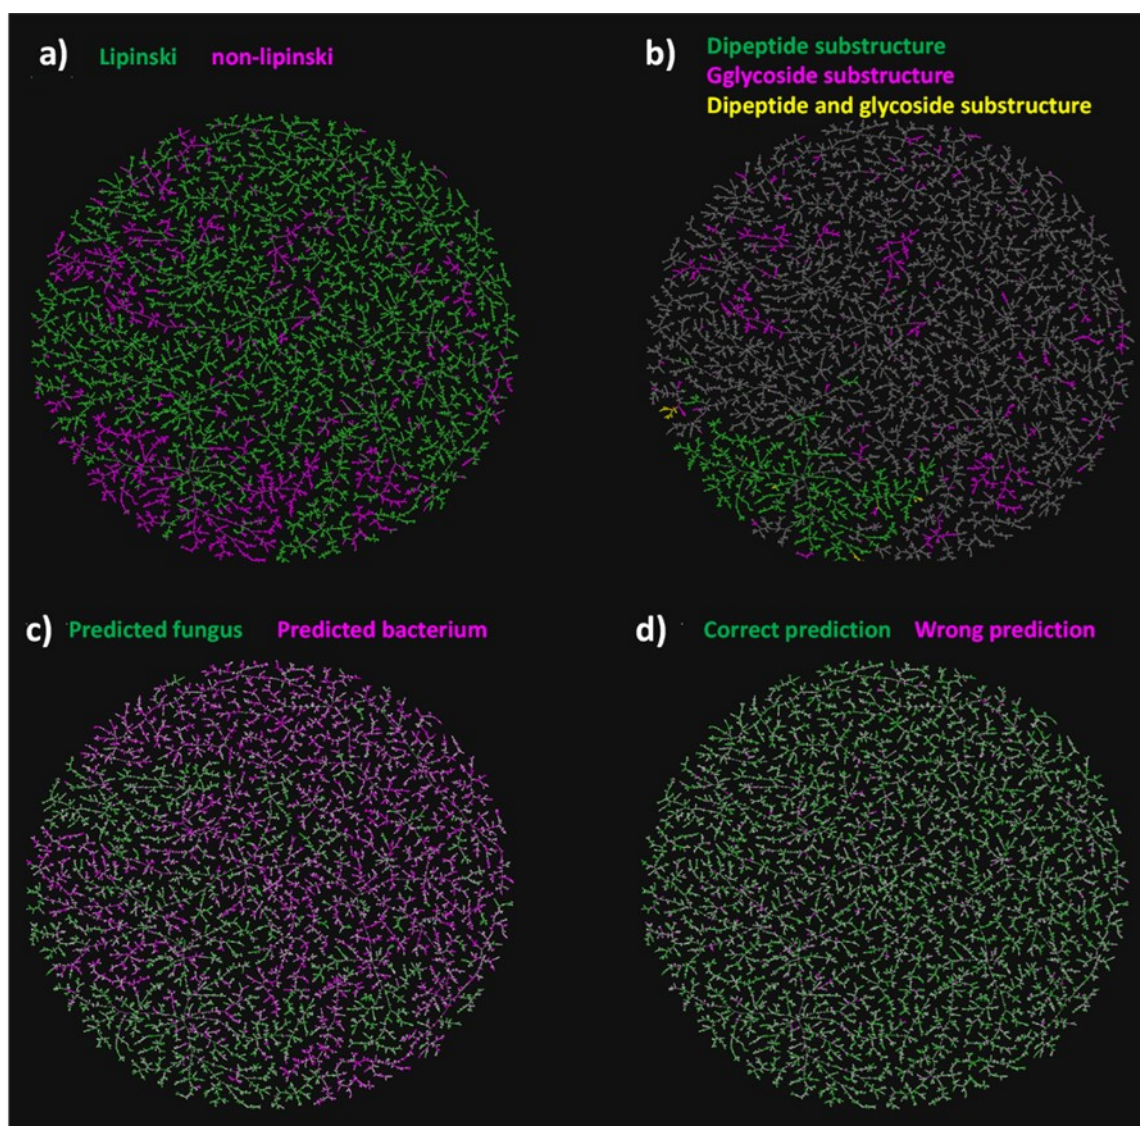 a) Lipinski non-lipinski
b) Dipeptide substructure
Gglycoside substructure
Dipeptide and glycoside substructure
c) Predicted fungus Predicted bacterium
d) Correct prediction Wrong prediction